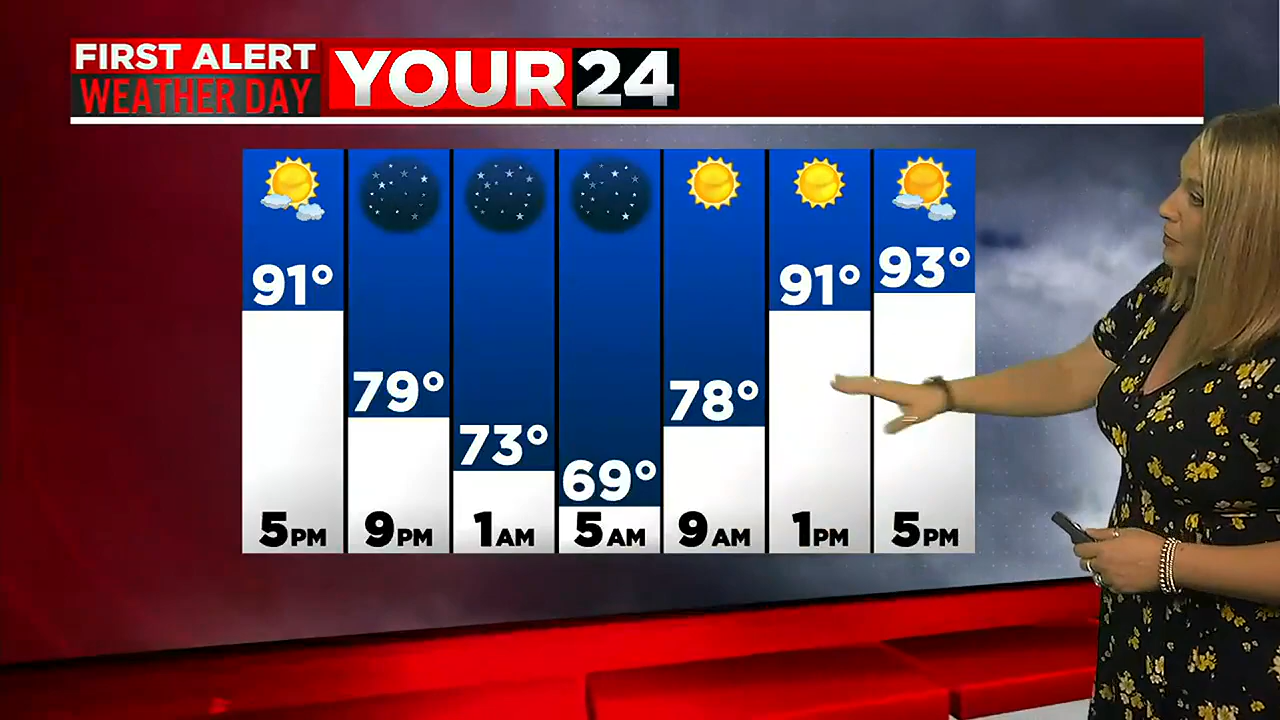 FIRST ALERT
WEATHER DAY
YOUR24
91° 79° 73° 69° 78° 91° 93°
5PM 9PM 1AM 5AM 9AM 1PM 5PM